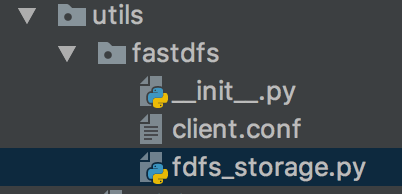 utils
fastdfs
__init__.py
client.conf
fdfs_storage.py